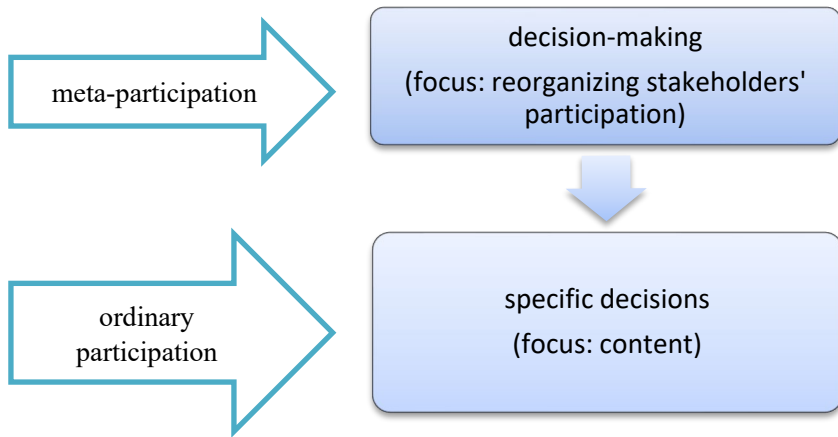 meta-participation
decision-making
(focus: reorganizing stakeholders'
participation)
ordinary
participation
specific decisions
(focus: content)